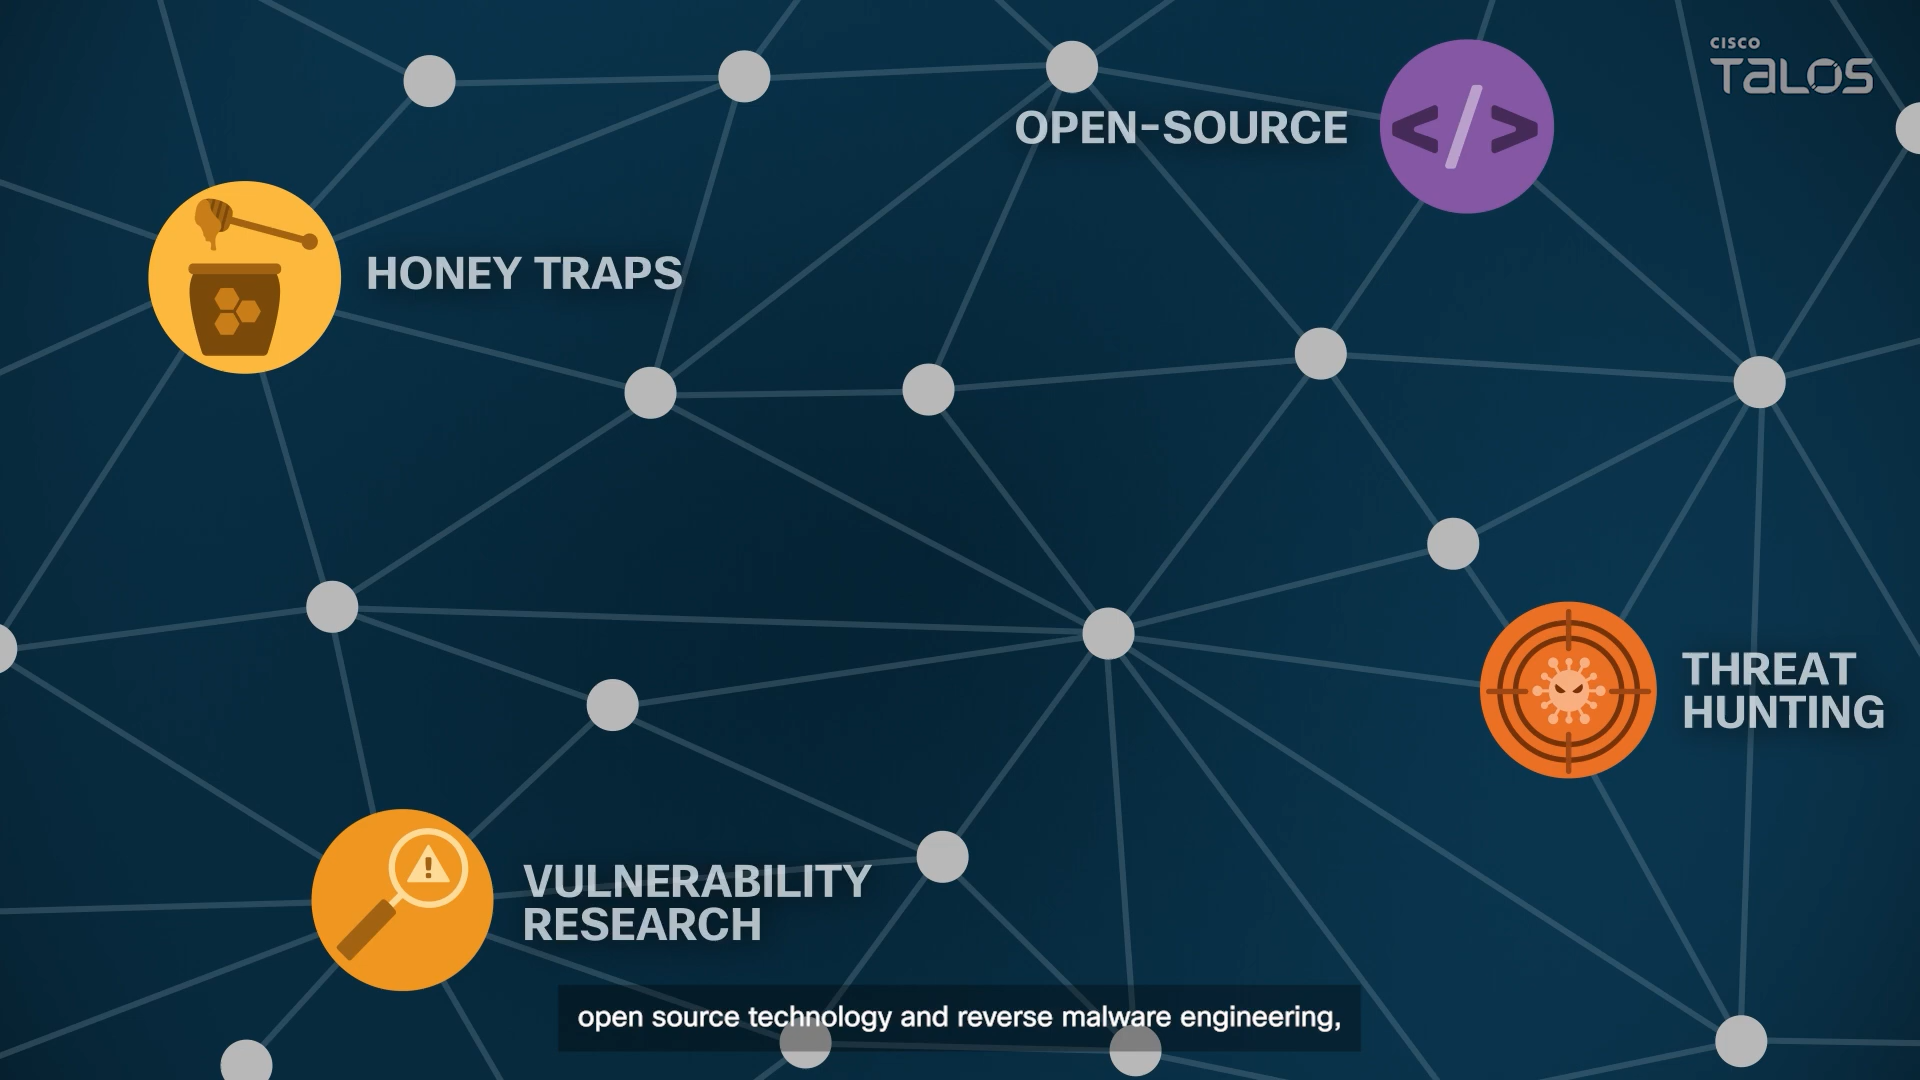 CISCO
TALOS
OPEN-SOURCE
</>
HONEY TRAPS
THREAT
HUNTING
VULNERABILITY
RESEARCH
open source technology and reverse malware engineering,